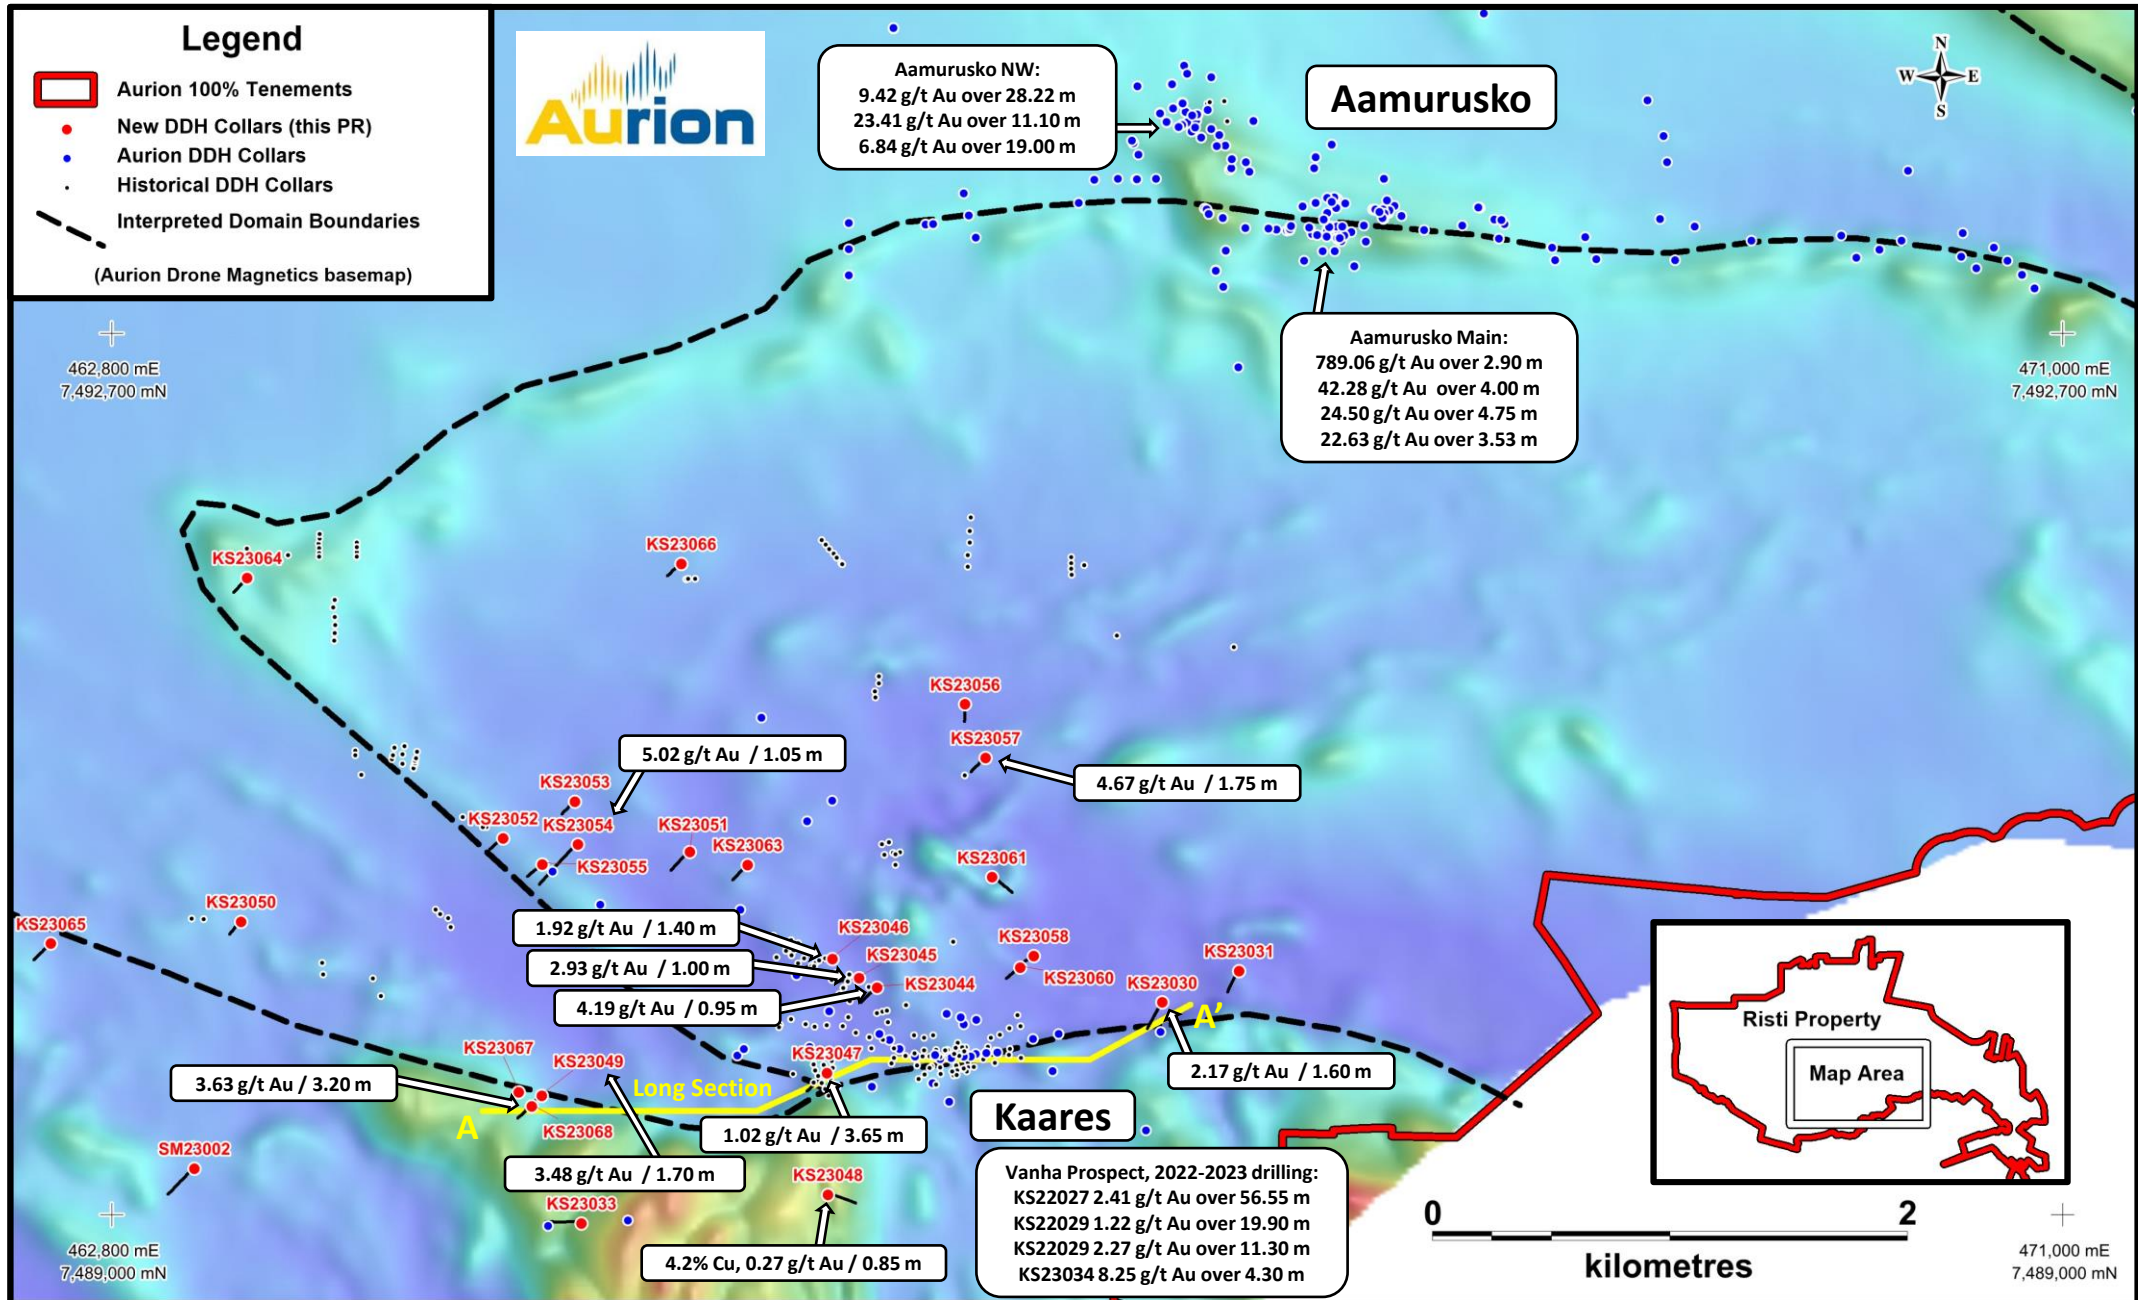 Legend
Aurion 100% Tenements
New DDH Collars (this PR)
Aurion DDH Collars
Historical DDH Collars
Interpreted Domain Boundaries
(Aurion Drone Magnetics basemap)
Aurion
Aamurusko NW:
9.42 g/t Au over 28.22 m
23.41 g/t Au over 11.10 m
6.84 g/t Au over 19.00 m
Aamurusko
N
W E
S
462,800 mE
7,492,700 mN
Aamurusko Main:
789.06 g/t Au over 2.90 m
42.28 g/t Au over 4.00 m
24.50 g/t Au over 4.75 m
22.63 g/t Au over 3.53 m
471,000 mE
7,492,700 mN
KS23064
KS23066
KS23056
KS23057
5.02 g/t Au / 1.05 m
4.67 g/t Au / 1.75 m
KS23053
KS23052
KS23054
KS23051
KS23063
KS23055
KS23061
KS23050
KS23065
1.92 g/t Au / 1.40 m
KS23046
2.93 g/t Au / 1.00 m
KS23045
4.19 g/t Au / 0.95 m
KS23044
KS23058
KS23060
KS23031
KS23030
A'
Risti Property
Map Area
KS23067
KS23049
KS23047
3.63 g/t Au / 3.20 m
Long Section
2.17 g/t Au / 1.60 m
A
KS23068
1.02 g/t Au / 3.65 m
Kaares
SM23002
3.48 g/t Au / 1.70 m
KS23048
KS23033
Vanha Prospect, 2022-2023 drilling:
KS22027 2.41 g/t Au over 56.55 m
KS22029 1.22 g/t Au over 19.90 m
KS22029 2.27 g/t Au over 11.30 m
KS23034 8.25 g/t Au over 4.30 m
4.2% Cu, 0.27 g/t Au / 0.85 m
0 2
kilometres
462,800 mE
7,489,000 mN
471,000 mE
7,489,000 mN